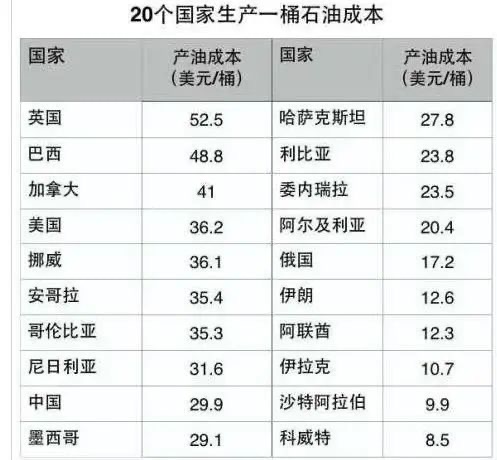 20个国家生产一桶石油成本
国家 产油成本 (美元/桶) 国家 产油成本 (美元/桶)
英国 52.5 哈萨克斯坦 27.8
巴西 48.8 利比亚 23.8
加拿大 41 委内瑞拉 23.5
美国 36.2 阿尔及利亚 20.4
挪威 36.1 俄国 17.2
安哥拉 35.4 伊朗 12.6
哥伦比亚 35.3 阿联酋 12.3
尼日利亚 31.6 伊拉克 10.7
中国 29.9 沙特阿拉伯 9.9
墨西哥 29.1 科威特 8.5